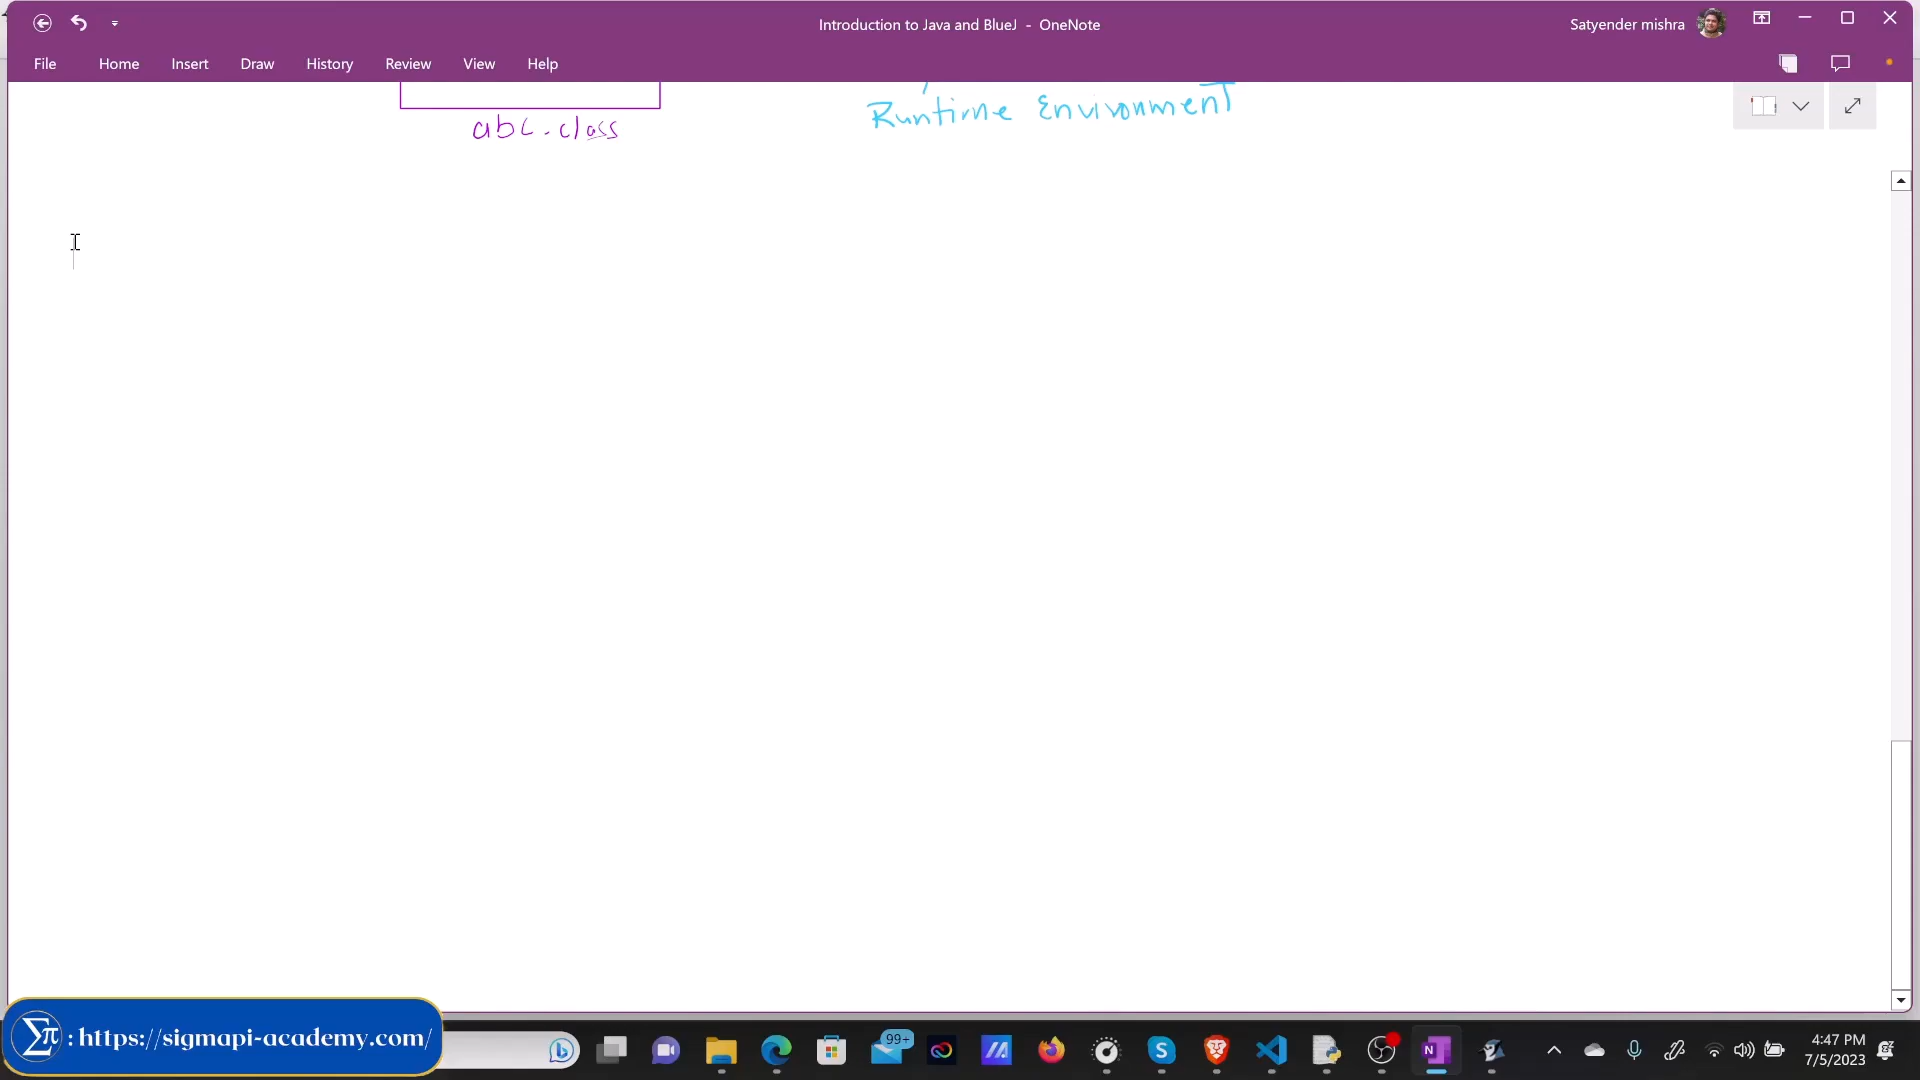 Introduction to Java and BlueJ - OneNote
Satyender mishra
File Home Insert Draw History Review View Help
Runtime Environment
abc.class
Σπ : https://sigmapi-academy.com/
99+
4:47 PM
7/5/2023